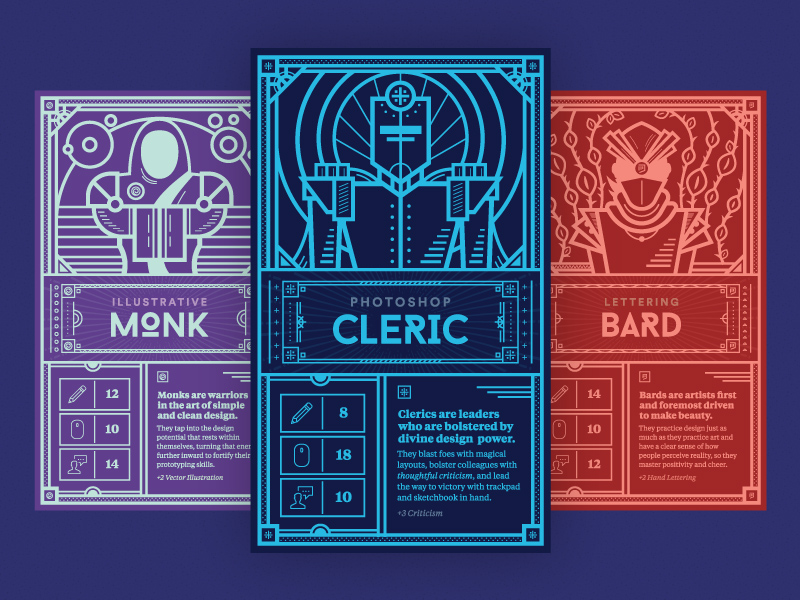 ILLUSTRATIVE
MONK
12
10
14
Monks are warriors
in the art of simple
and clean design.
They tap into the design
potential that rests within
themselves, turning that
further inward to fortify their
prototyping skills.
+2 Vector Illustration
PHOTOSHOP
CLERIC
8
18
10
Clerics are leaders
who are bolstered by
divine design power.
They blast foes with magical
layouts, bolster colleagues with
thoughtful criticism, and lead
the way to victory with trackpad
and sketchbook in hand.
+3 Criticism
LETTERING
BARD
14
10
12
Bards are artists first
and foremost driven
to make beauty.
They practice design just as
much as they practice art and
have a clear sense of how
people perceive reality, so they
master positivity and cheer.
+2 Hand Lettering